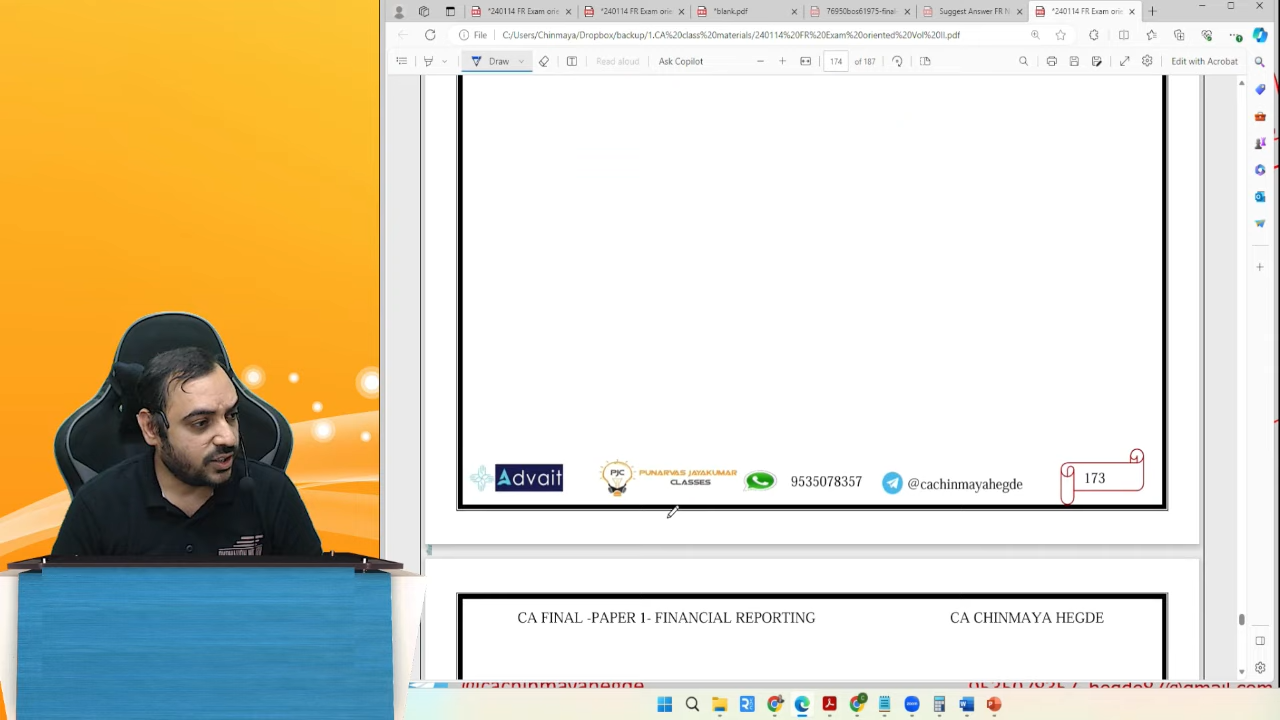 *240114 FR Exam orie
*240114 FR Exam orie
*blank.pdf
76950bos61975-final-
Suggest Answer FR N
*240114 FR Exam orie
File
C:/Users/Chinmaya/Dropbox/backup/1.CA%20class%20materials/240114%20FR%20Exam%20oriented%20Vol%20II.pdf
Draw
Read aloud
Ask Copilot
174
of 187
Edit with Acrobat
Advait
PJC
PUNARVAS JAYAKUMAR
CLASSES
9535078357
@cachinmayahegde
173
CA FINAL -PAPER 1- FINANCIAL REPORTING
CA CHINMAYA HEGDE